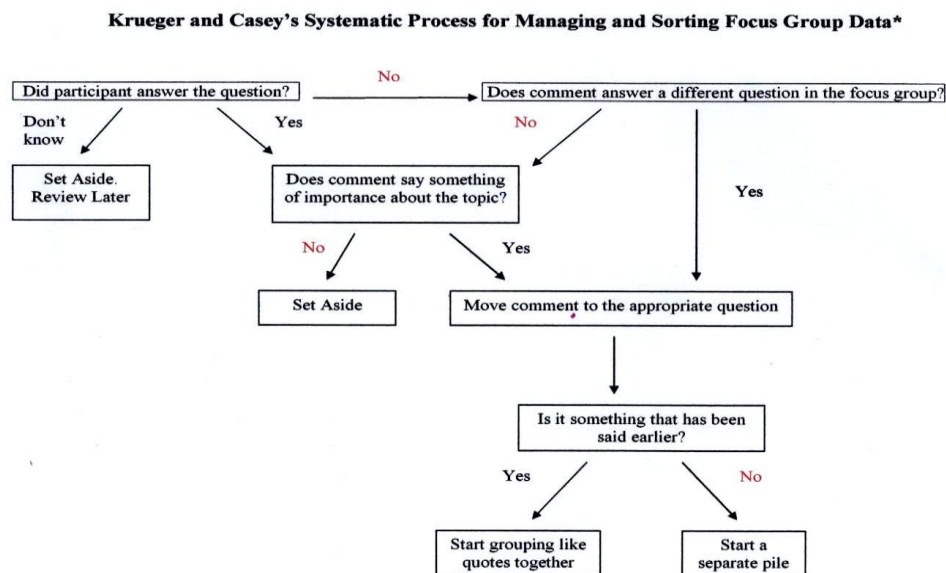 Krueger and Casey's Systematic Process for Managing and Sorting Focus Group Data*
No
Did participant answer the question?
Does comment answer a different question in the focus group?
Don't
know
Yes
No
Set Aside.
Review Later
Does comment say something
of importance about the topic?
Yes
No
Yes
Set Aside
Move comment to the appropriate question
Is it something that has been
said earlier?
Yes
No
Start grouping like
quotes together
Start a
separate pile